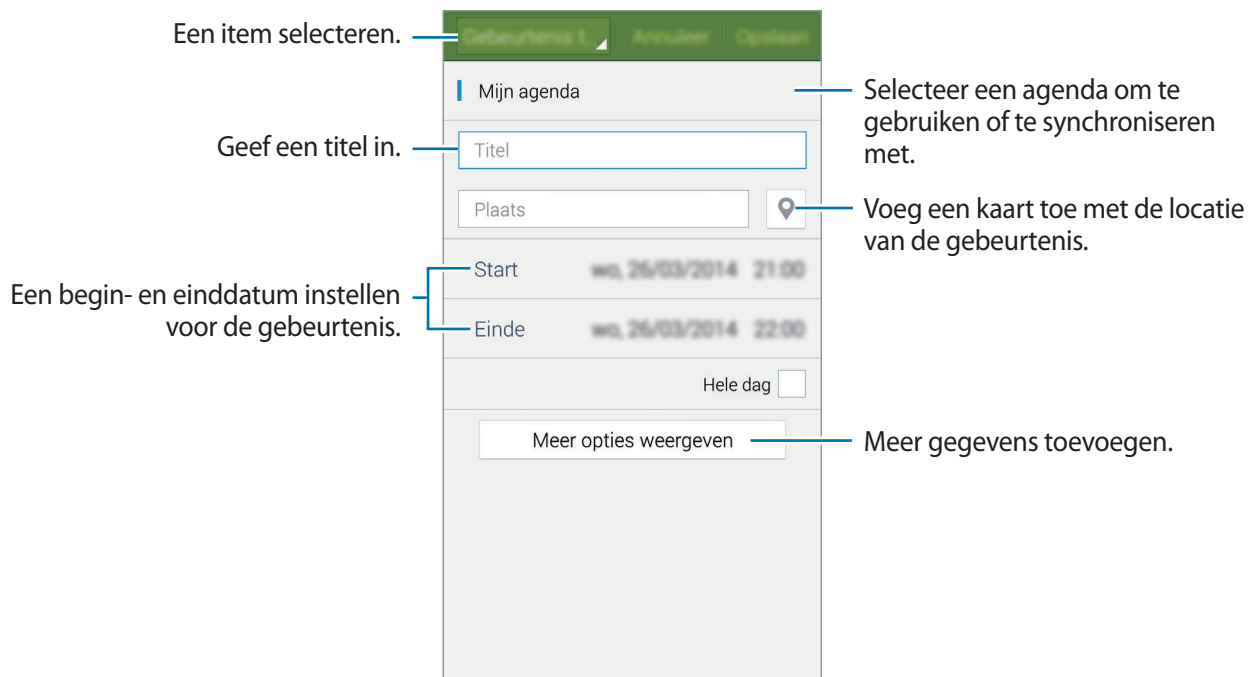 Een item selecteren.
Gebeurtenis t... Annuleer Opslaan
Mijn agenda
Selecteer een agenda om te
gebruiken of te synchroniseren
met.
Geef een titel in.
Titel
Plaats
Voeg een kaart toe met de locatie
van de gebeurtenis.
Een begin- en einddatum instellen
voor de gebeurtenis.
Start wo, 26/03/2014 21:00
Einde wo, 26/03/2014 22:00
Hele dag
Meer opties weergeven
Meer gegevens toevoegen.